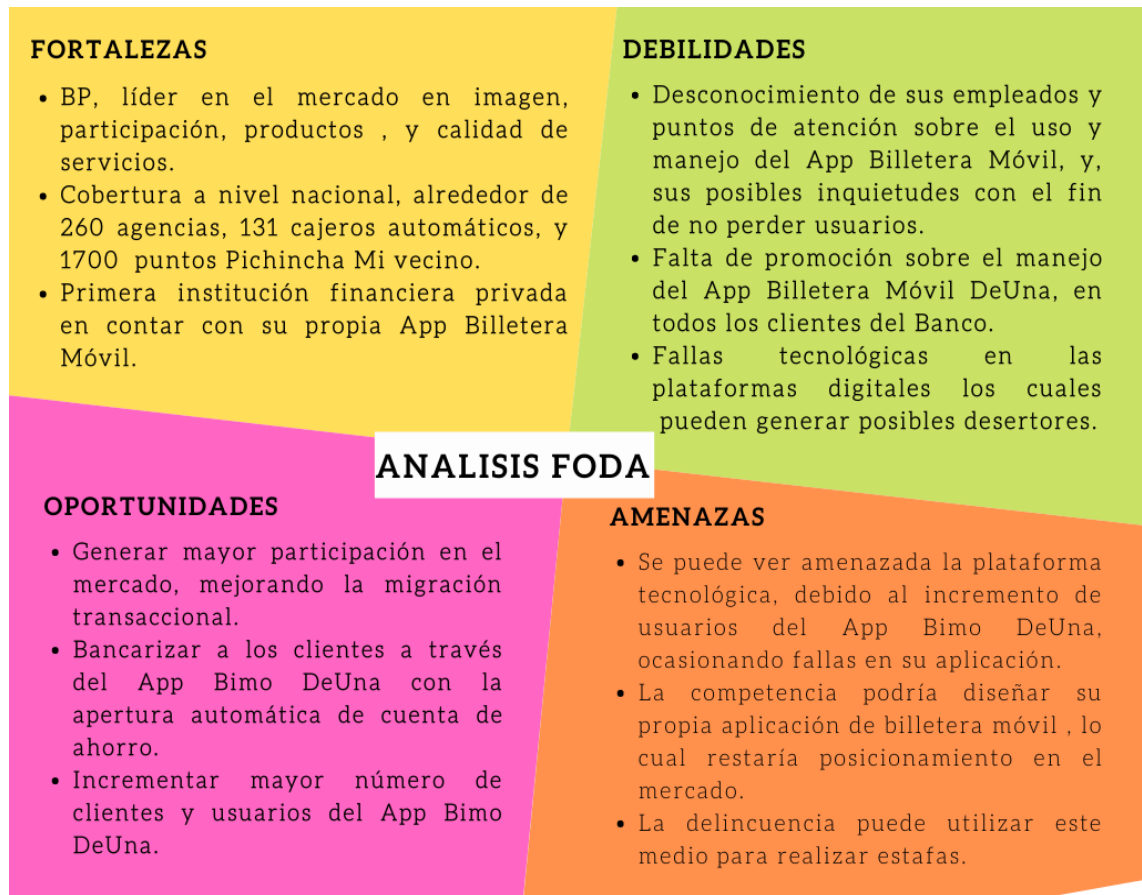 FORTALEZAS
• BP, líder en el mercado en imagen,
participación, productos , y calidad de
servicios.
• Cobertura a nivel nacional, alrededor de
260 agencias, 131 cajeros automáticos, y
1700 puntos Pichincha Mi vecino.
• Primera institución financiera privada
en contar con su propia App Billetera
Móvil.
DEBILIDADES
• Desconocimiento de sus empleados y
puntos de atención sobre el uso y
manejo del App Billetera Móvil, y,
sus posibles inquietudes con el fin
de no perder usuarios.
• Falta de promoción sobre el manejo
del App Billetera Móvil DeUna, en
todos los clientes del Banco.
• Fallas tecnológicas en las
plataformas digitales los cuales
pueden generar posibles desertores.
ANALISIS FODA
OPORTUNIDADES
• Generar mayor participación en el
mercado, mejorando la migración
transaccional.
• Bancarizar a los clientes a través
del App Bimo DeUna con la
apertura automática de cuenta de
ahorro.
• Incrementar mayor número de
clientes y usuarios del App Bimo
DeUna.
AMENAZAS
• Se puede ver amenazada la plataforma
tecnológica, debido al incremento de
usuarios del App Bimo DeUna,
ocasionando fallas en su aplicación.
• La competencia podría diseñar su
propia aplicación de billetera móvil , lo
cual restaría posicionamiento en el
mercado.
• La delincuencia puede utilizar este
medio para realizar estafas.